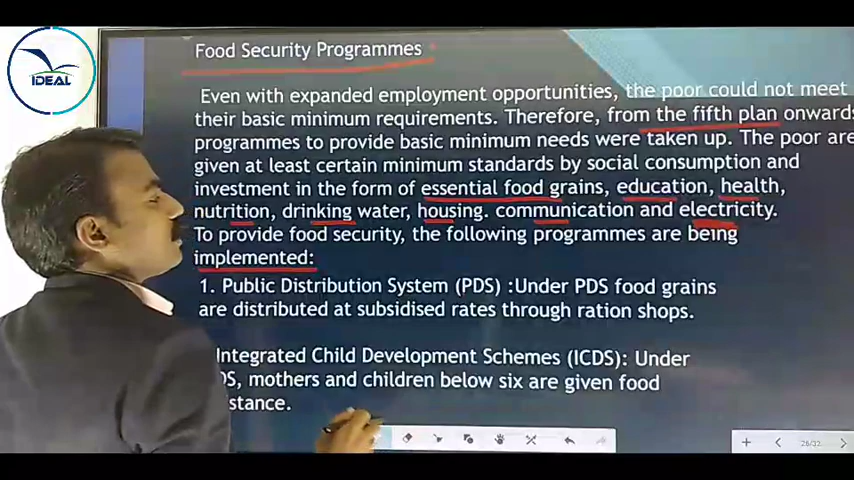 IDEAL
Food Security Programmes
Even with expanded employment opportunities, the poor could not meet
their basic minimum requirements. Therefore, from the fifth plan onwards
programmes to provide basic minimum needs were taken up. The poor are
given at least certain minimum standards by social consumption and
investment in the form of essential food grains, education, health,
nutrition, drinking water, housing. communication and electricity.
To provide food security, the following programmes are being
implemented:
1. Public Distribution System (PDS) :Under PDS food grains
are distributed at subsidised rates through ration shops.
Integrated Child Development Schemes (ICDS): Under
DS, mothers and children below six are given food
stance.
26/32